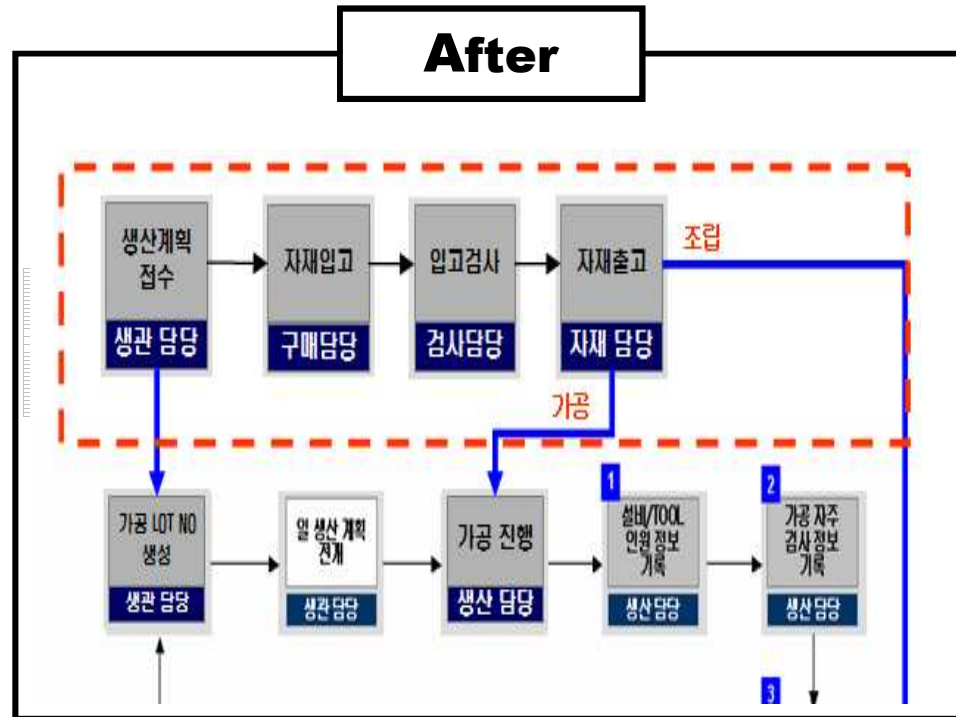 After
생산계획
접수
생관 담당
자재입고
구매담당
입고검사
검사담당
자재출고
자재 담당
조립
가공
가공 LOT NO
생성
생관 담당
일 생산 계획
전개
생관 담당
가공 진행
생산 담당
1
설비/TOOL
인원 정보
기록
생산 담당
2
가공 자주
검사 정보
기록
생산 담당
3